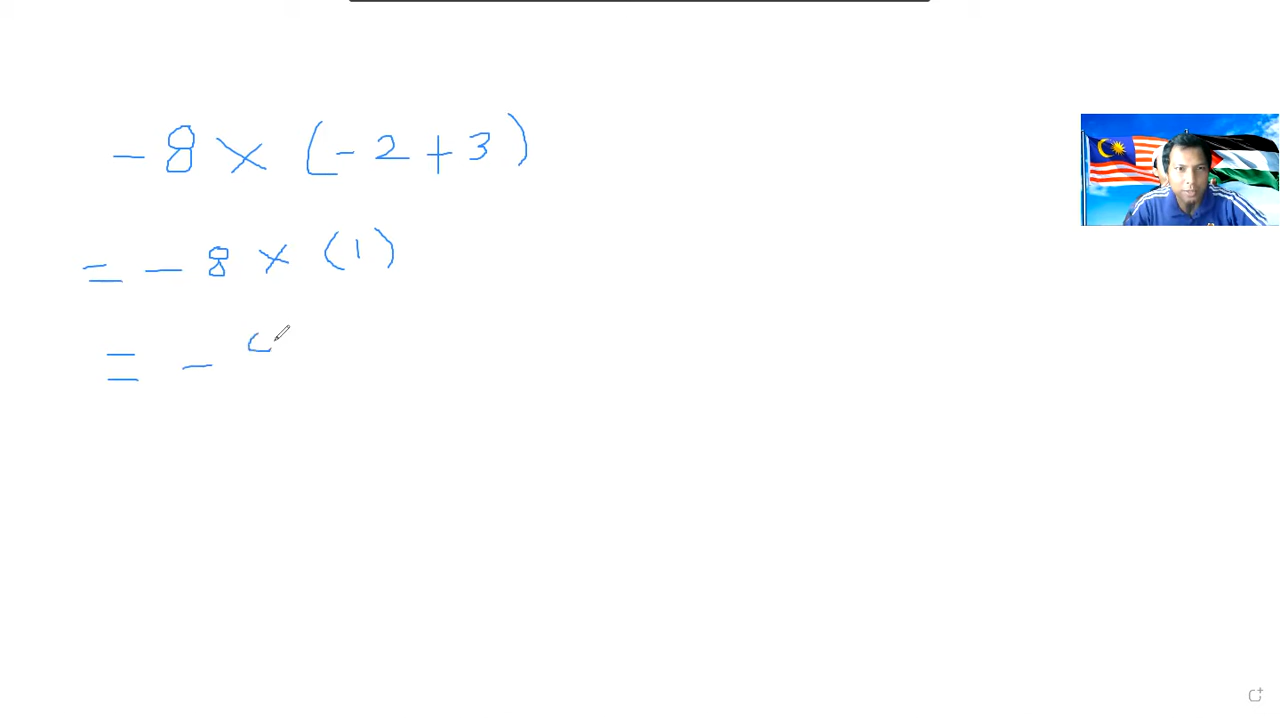 -8 × (-2+3)
= -8 × (1)
= -